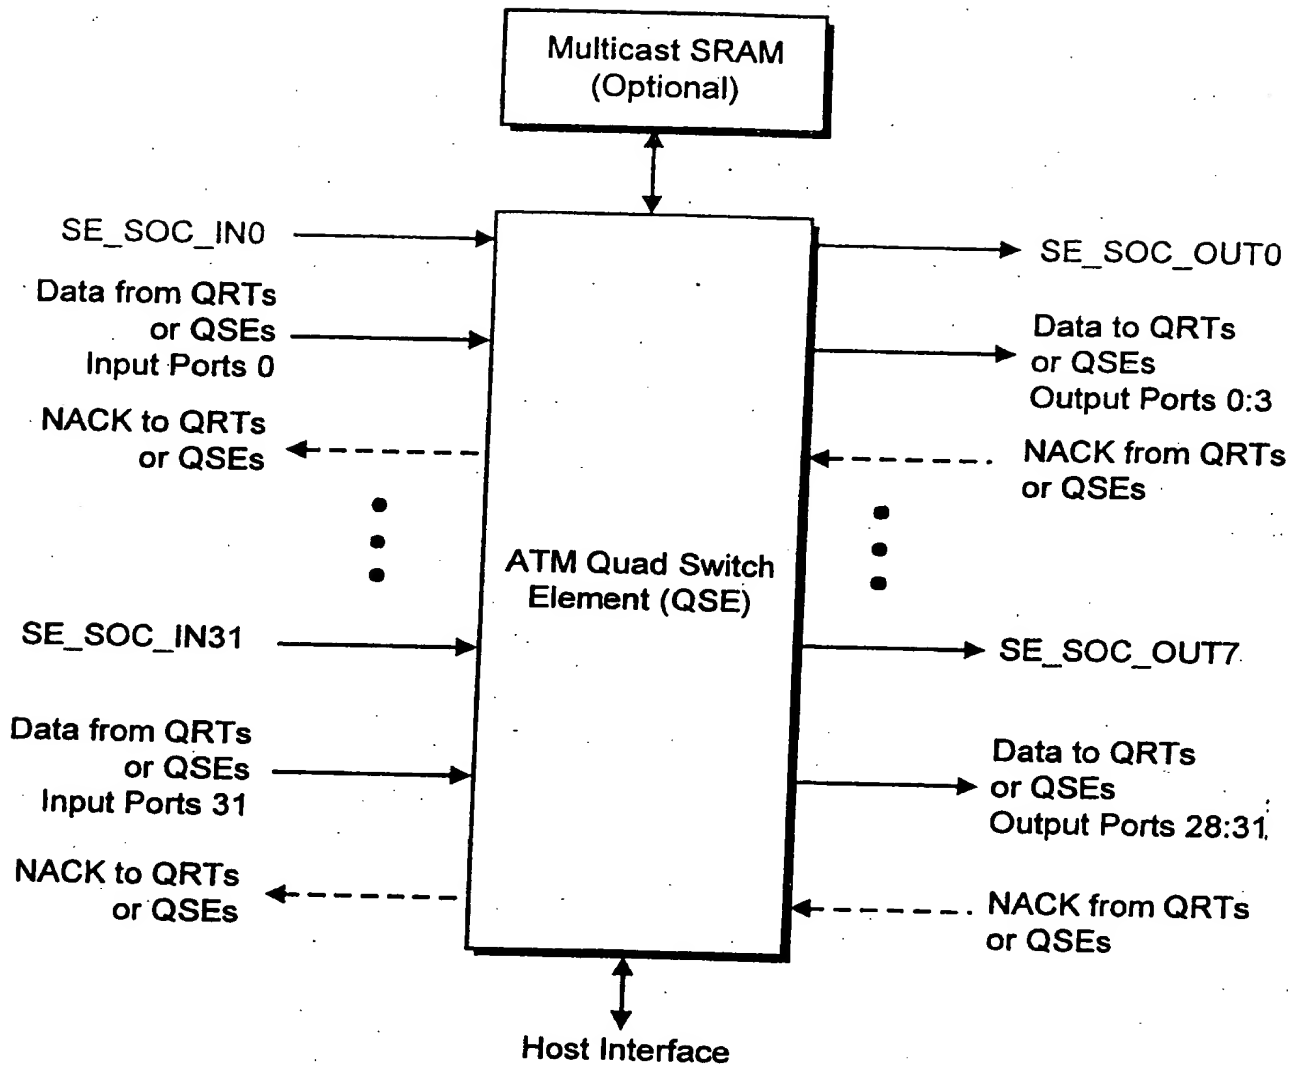 Multicast SRAM
(Optional)
SE_SOC_IN0
Data from QRTs
or QSEs
Input Ports 0
NACK to QRTs
or QSEs
SE_SOC_IN31
Data from QRTs
or QSEs
Input Ports 31
NACK to QRTs
or QSEs
ATM Quad Switch
Element (QSE)
SE_SOC_OUT0
Data to QRTs
or QSEs
Output Ports 0:3
NACK from QRTs
or QSEs
SE_SOC_OUT7
Data to QRTs
or QSEs
Output Ports 28:31
NACK from QRTs
or QSEs
Host Interface